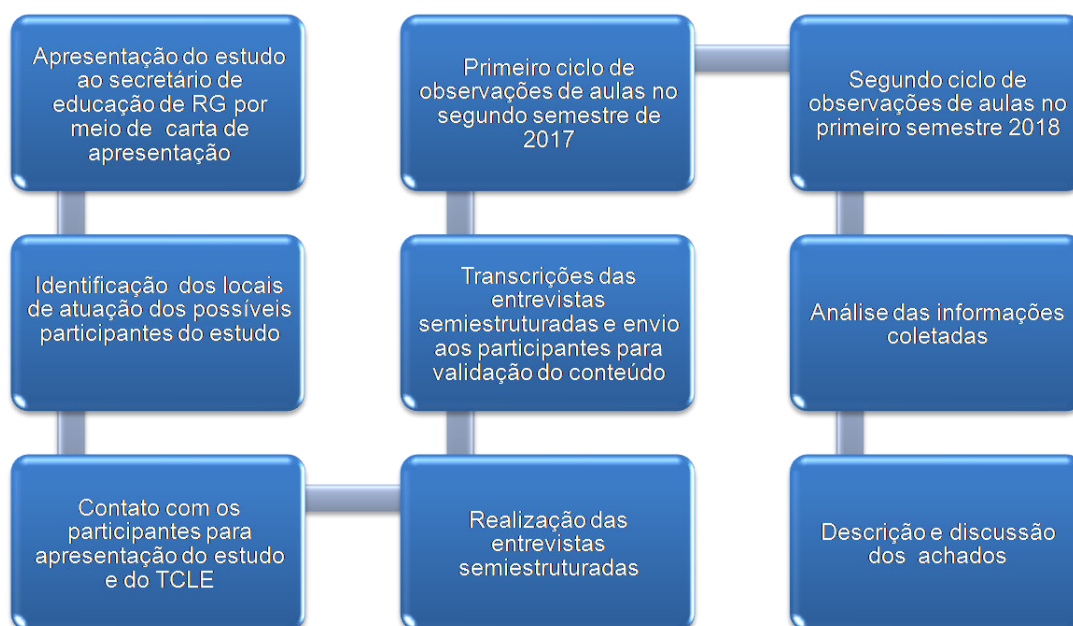 Apresentação do estudo
ao secretário de
educação de RG por
meio de carta de
apresentação
Identificação dos locais
de atuação dos possíveis
participantes do estudo
Contato com os
participantes para
apresentação do estudo
e do TCLE
Realização das
entrevistas
semiestruturadas
Transcrições das
entrevistas
semiestruturadas e envio
aos participantes para
validação do conteúdo
Primeiro ciclo de
observações de aulas no
segundo semestre de
2017
Segundo ciclo de
observações de aulas no
primeiro semestre 2018
Análise das informações
coletadas
Descrição e discussão
dos achados